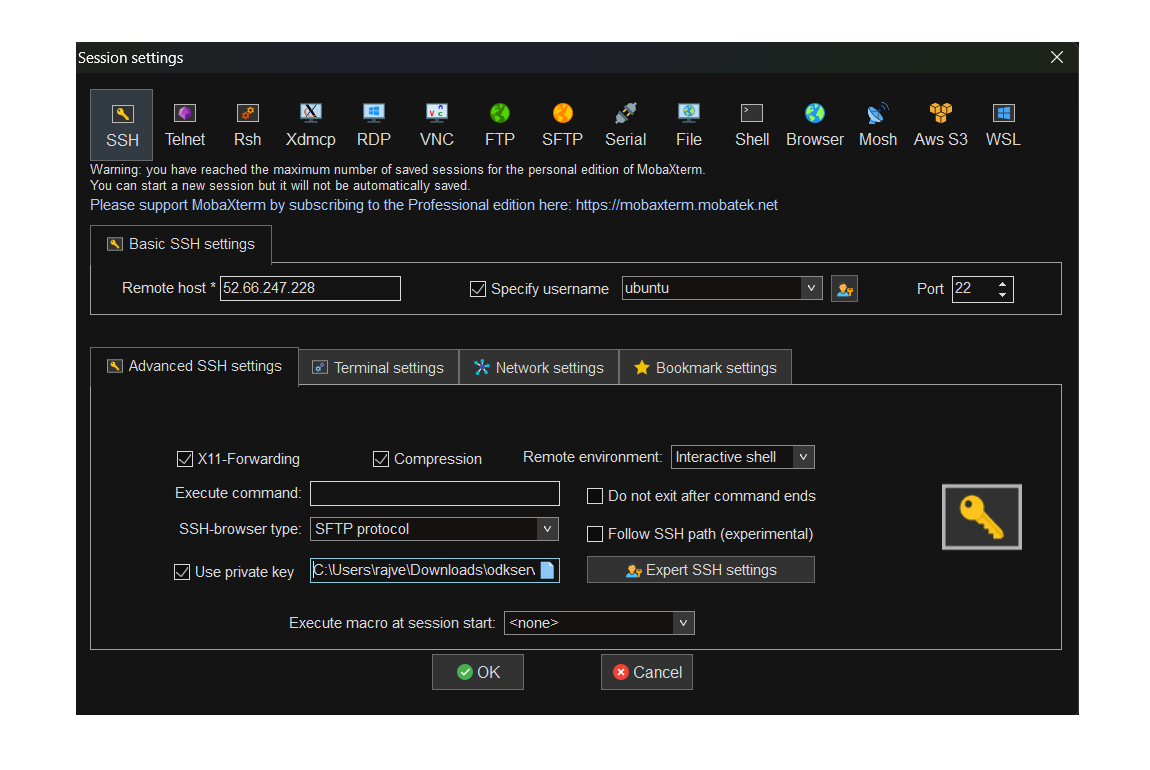 Session settings
SSH Telnet Rsh Xdmcp RDP VNC FTP SFTP Serial File Shell Browser Mosh Aws S3 WSL
Warning: you have reached the maximum number of saved sessions for the personal edition of MobaXterm.
You can start a new session but it will not be automatically saved.
Please support MobaXterm by subscribing to the Professional edition here: https://mobaxterm.mobatek.net
Basic SSH settings
Remote host * 52.66.247.228 Specify username ubuntu Port 22
Advanced SSH settings Terminal settings Network settings Bookmark settings
X11-Forwarding Compression Remote environment: Interactive shell
Execute command: Do not exit after command ends
SSH-browser type: SFTP protocol Follow SSH path (experimental)
Use private key C:\Users\rajve\Downloads\odkserv Expert SSH settings
Execute macro at session start: <none>
OK Cancel